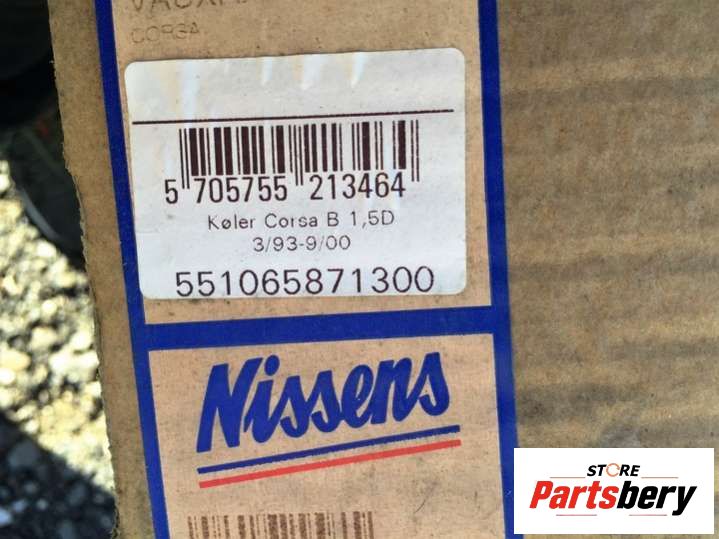 CORSA
5 705755 213464
Køler Corsa B 1,5D
3/93-9/00
551065871300
Nissens
STORE
Partsbery